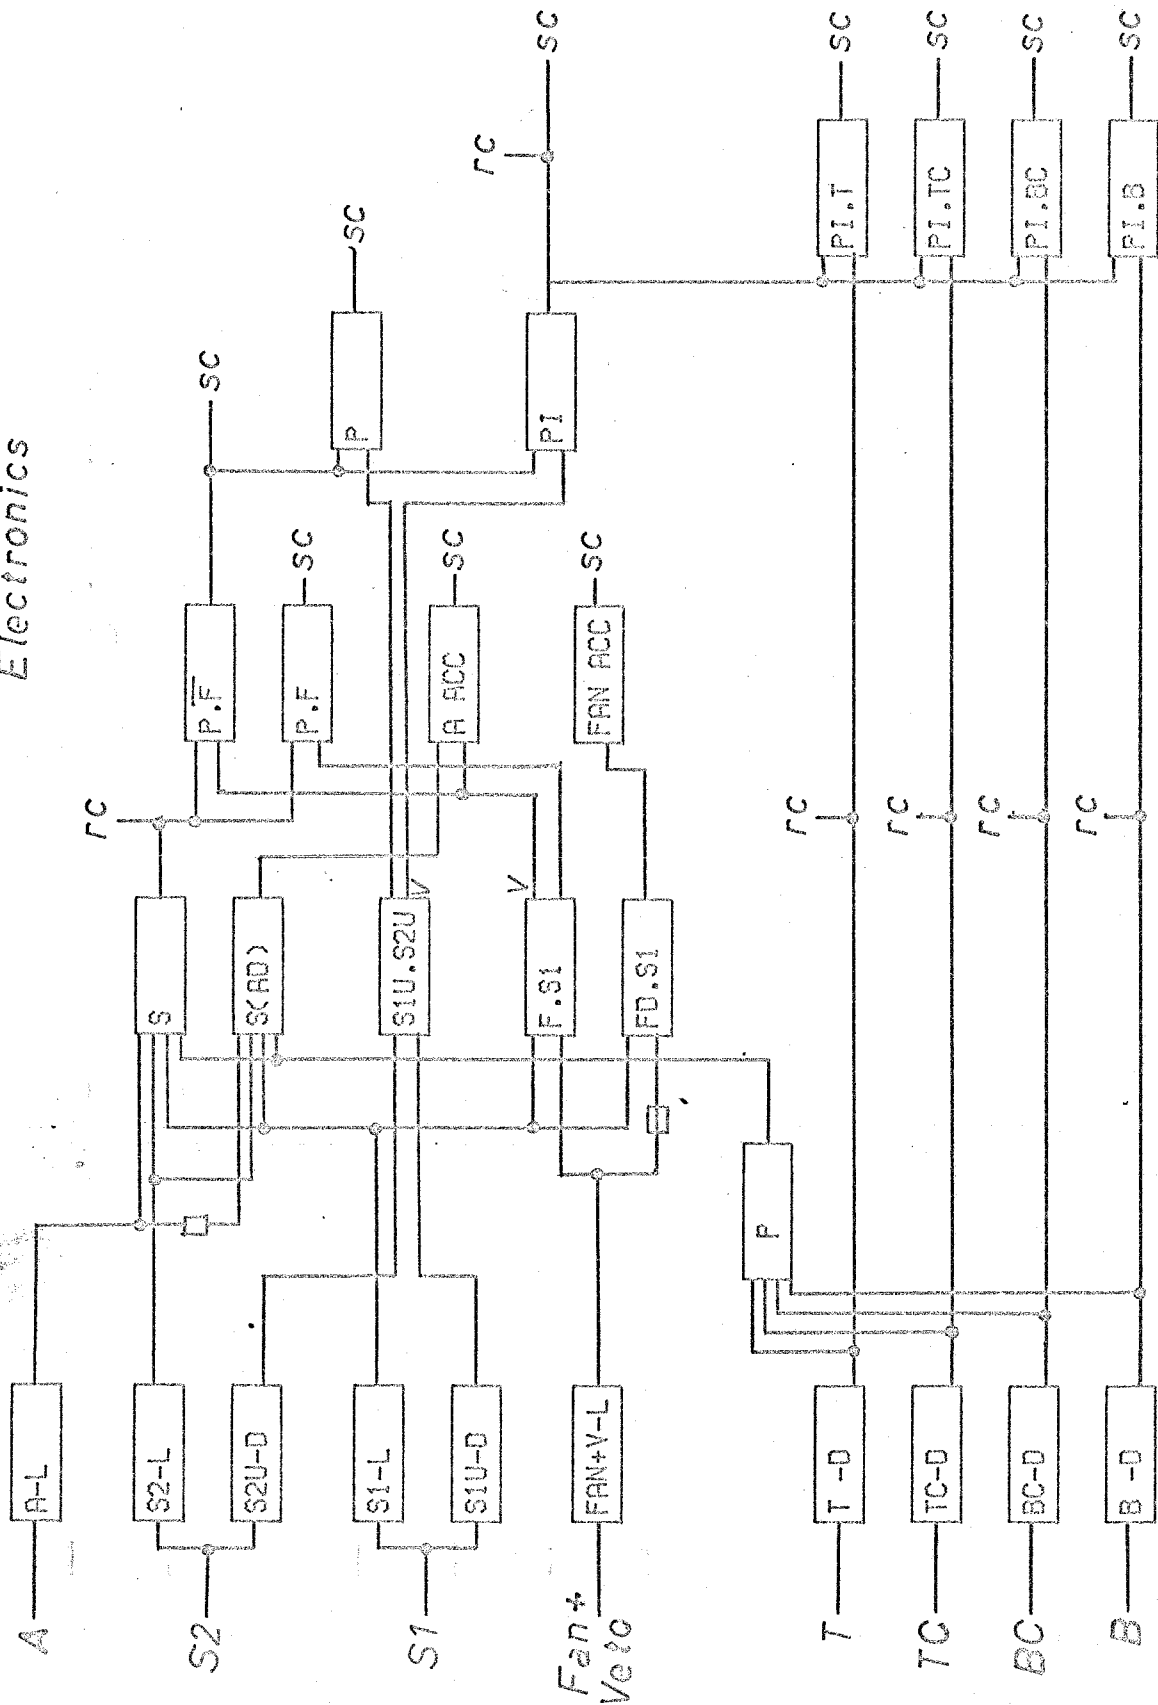 Electronics
A
S2
S1
Fan+
Veto
T
TC
BC
B
A-L
S2-L
S2U-D
S1-L
S1U-D
FAN+V-L
T -D
TC-D
BC-D
B -D
P
S
S(AD)
S1U.S2U
V
F.S1
V
FD.S1
rc
rc
rc
rc
rc
P.F̅
P.F
A ACC
FAN ACC
sc
sc
sc
sc
P
PI
sc
rc
sc
PI.T
PI.TC
PI.BC
PI.B
sc
sc
sc
sc